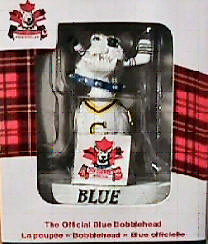 C
BLUE
The Official Blue Bobblehead
La poupée « Bobblehead » Blue officielle